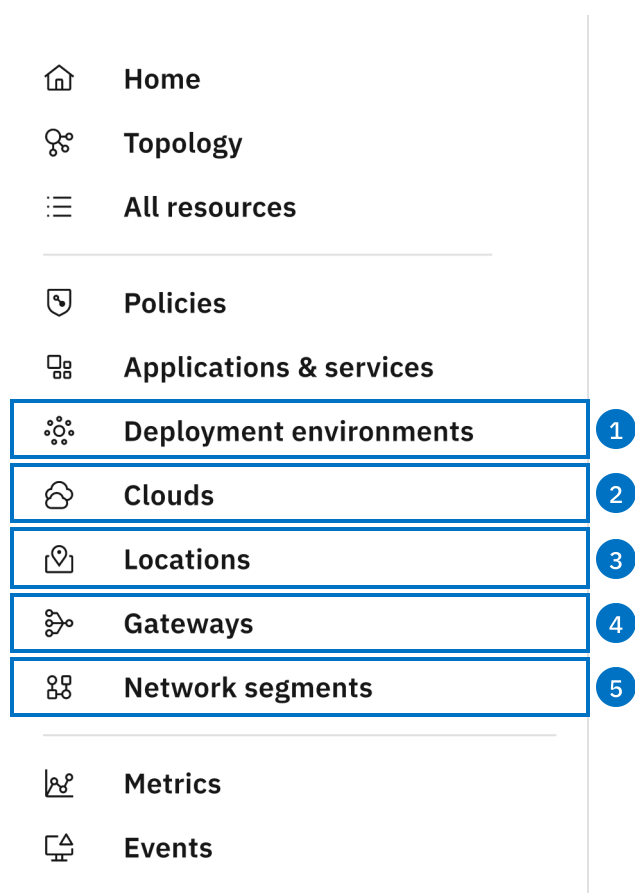 Home
Topology
All resources
Policies
Applications & services
Deployment environments 1
Clouds 2
Locations 3
Gateways 4
Network segments 5
Metrics
Events